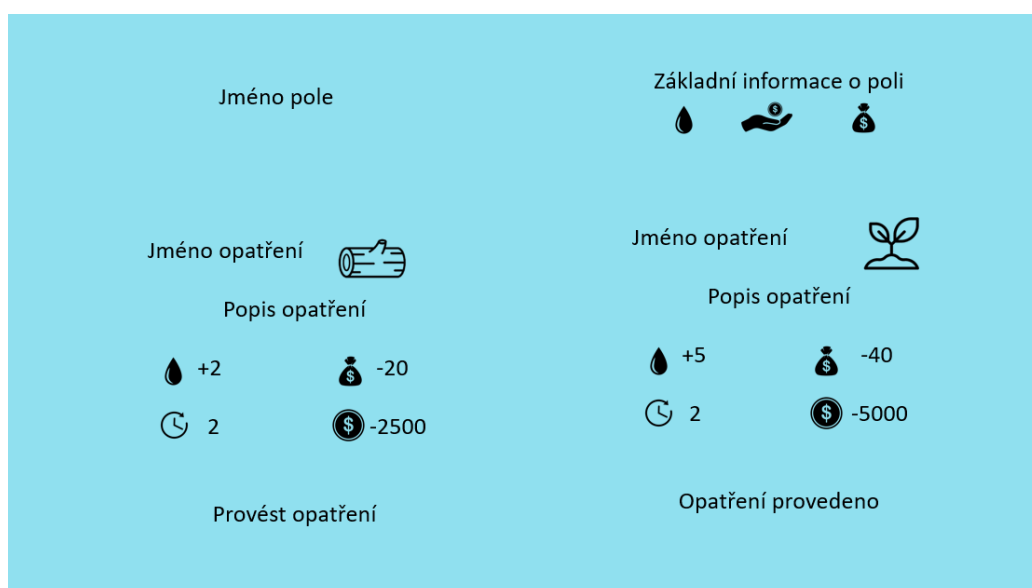 Jméno pole
Základní informace o poli
Jméno opatření
Popis opatření
+2
-20
2
-2500
Provést opatření
Jméno opatření
Popis opatření
+5
-40
2
-5000
Opatření provedeno